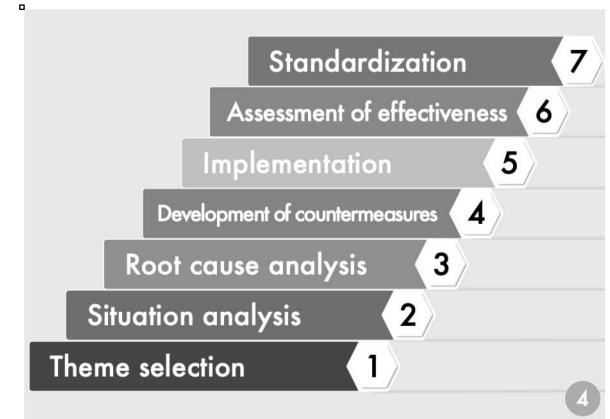 Standardization 7
Assessment of effectiveness 6
Implementation 5
Development of countermeasures 4
Root cause analysis 3
Situation analysis 2
Theme selection 1
4